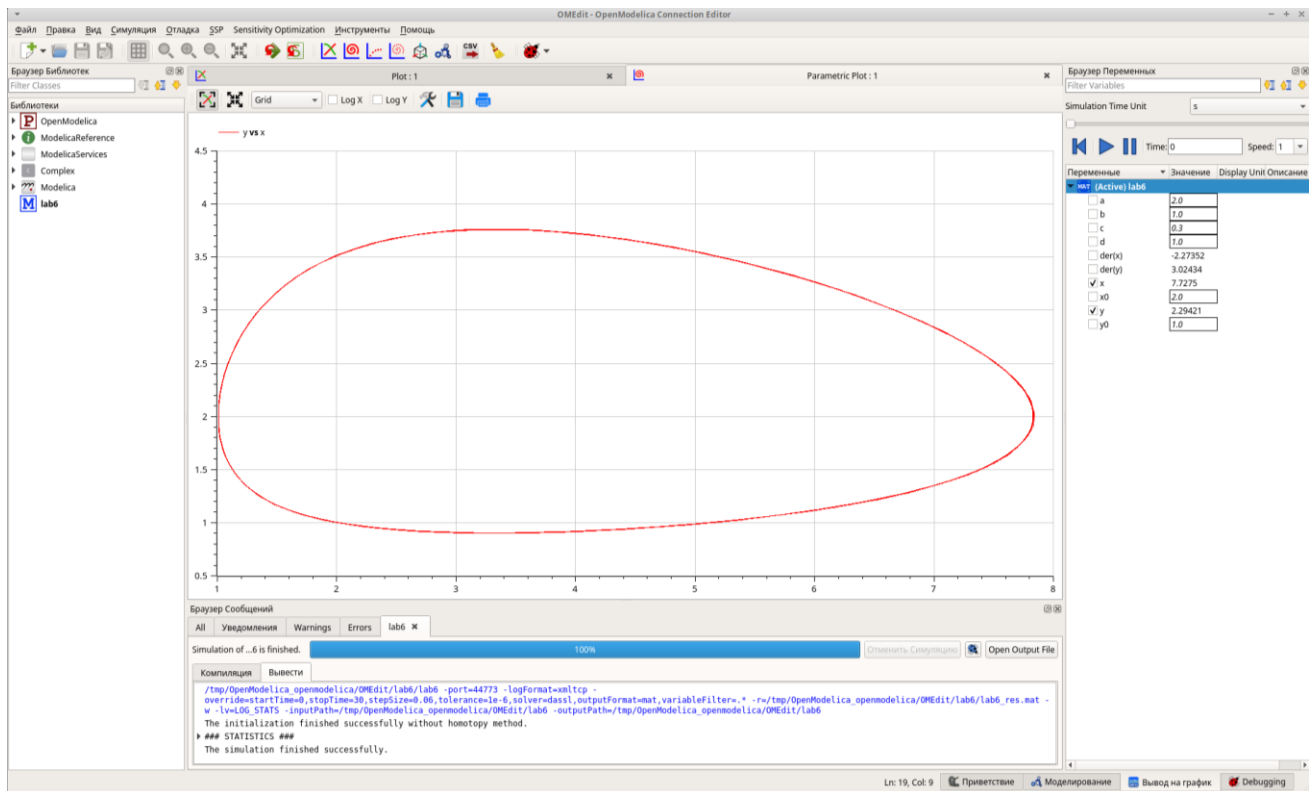 OMEdit - OpenModelica Connection Editor
Файл Правка Вид Симуляция Отладка SSP Sensitivity Optimization Инструменты Помощь
CSV
Браузер Библиотек
Filter Classes
Библиотеки
P OpenModelica
i ModelicaReference
ModelicaServices
Complex
Modelica
M lab6
Plot : 1
Parametric Plot : 1
Grid Log X Log Y
y vs x
4.5
4
3.5
3
2.5
2
1.5
1
0.5
1 2 3 4 5 6 7 8
Браузер Сообщений
All Уведомления Warnings Errors lab6
Simulation of ...6 is finished. 100% Отменить Симуляцию Open Output File
Компиляция Вывести
/tmp/OpenModelica_openmodelica/OMEdit/lab6/lab6 -port=44773 -logFormat=xmltcp -
override=startTime=0,stopTime=30,stepSize=0.06,tolerance=1e-6,solver=dassl,outputFormat=mat,variableFilter=.* -r=/tmp/OpenModelica_openmodelica/OMEdit/lab6/lab6_res.mat -
w -lv=LOG_STATS -inputPath=/tmp/OpenModelica_openmodelica/OMEdit/lab6 -outputPath=/tmp/OpenModelica_openmodelica/OMEdit/lab6
The initialization finished successfully without homotopy method.
### STATISTICS ###
The simulation finished successfully.
Браузер Переменных
Filter Variables
Simulation Time Unit s
Time: 0 Speed: 1
Переменные Значение Display Unit Описание
MAT (Active) lab6
a 2.0
b 1.0
c 0.3
d 1.0
der(x) -2.27352
der(y) 3.02434
x 7.7275
x0 2.0
y 2.29421
y0 1.0
Ln: 19, Col: 9 Приветствие Моделирование Вывод на график Debugging